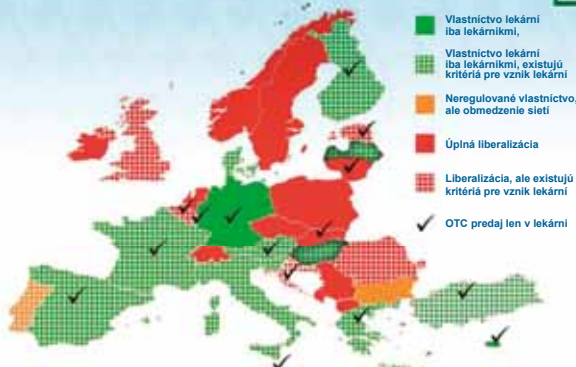 Vlastníctvo lekární
iba lekárnikmi,
Vlastníctvo lekární
iba lekárnikmi, existujú
kritériá pre vznik lekární
Neregulované vlastníctvo,
ale obmedzenie sietí
Úplná liberalizácia
Liberalizácia, ale existujú
kritériá pre vznik lekární
OTC predaj len v lekárni